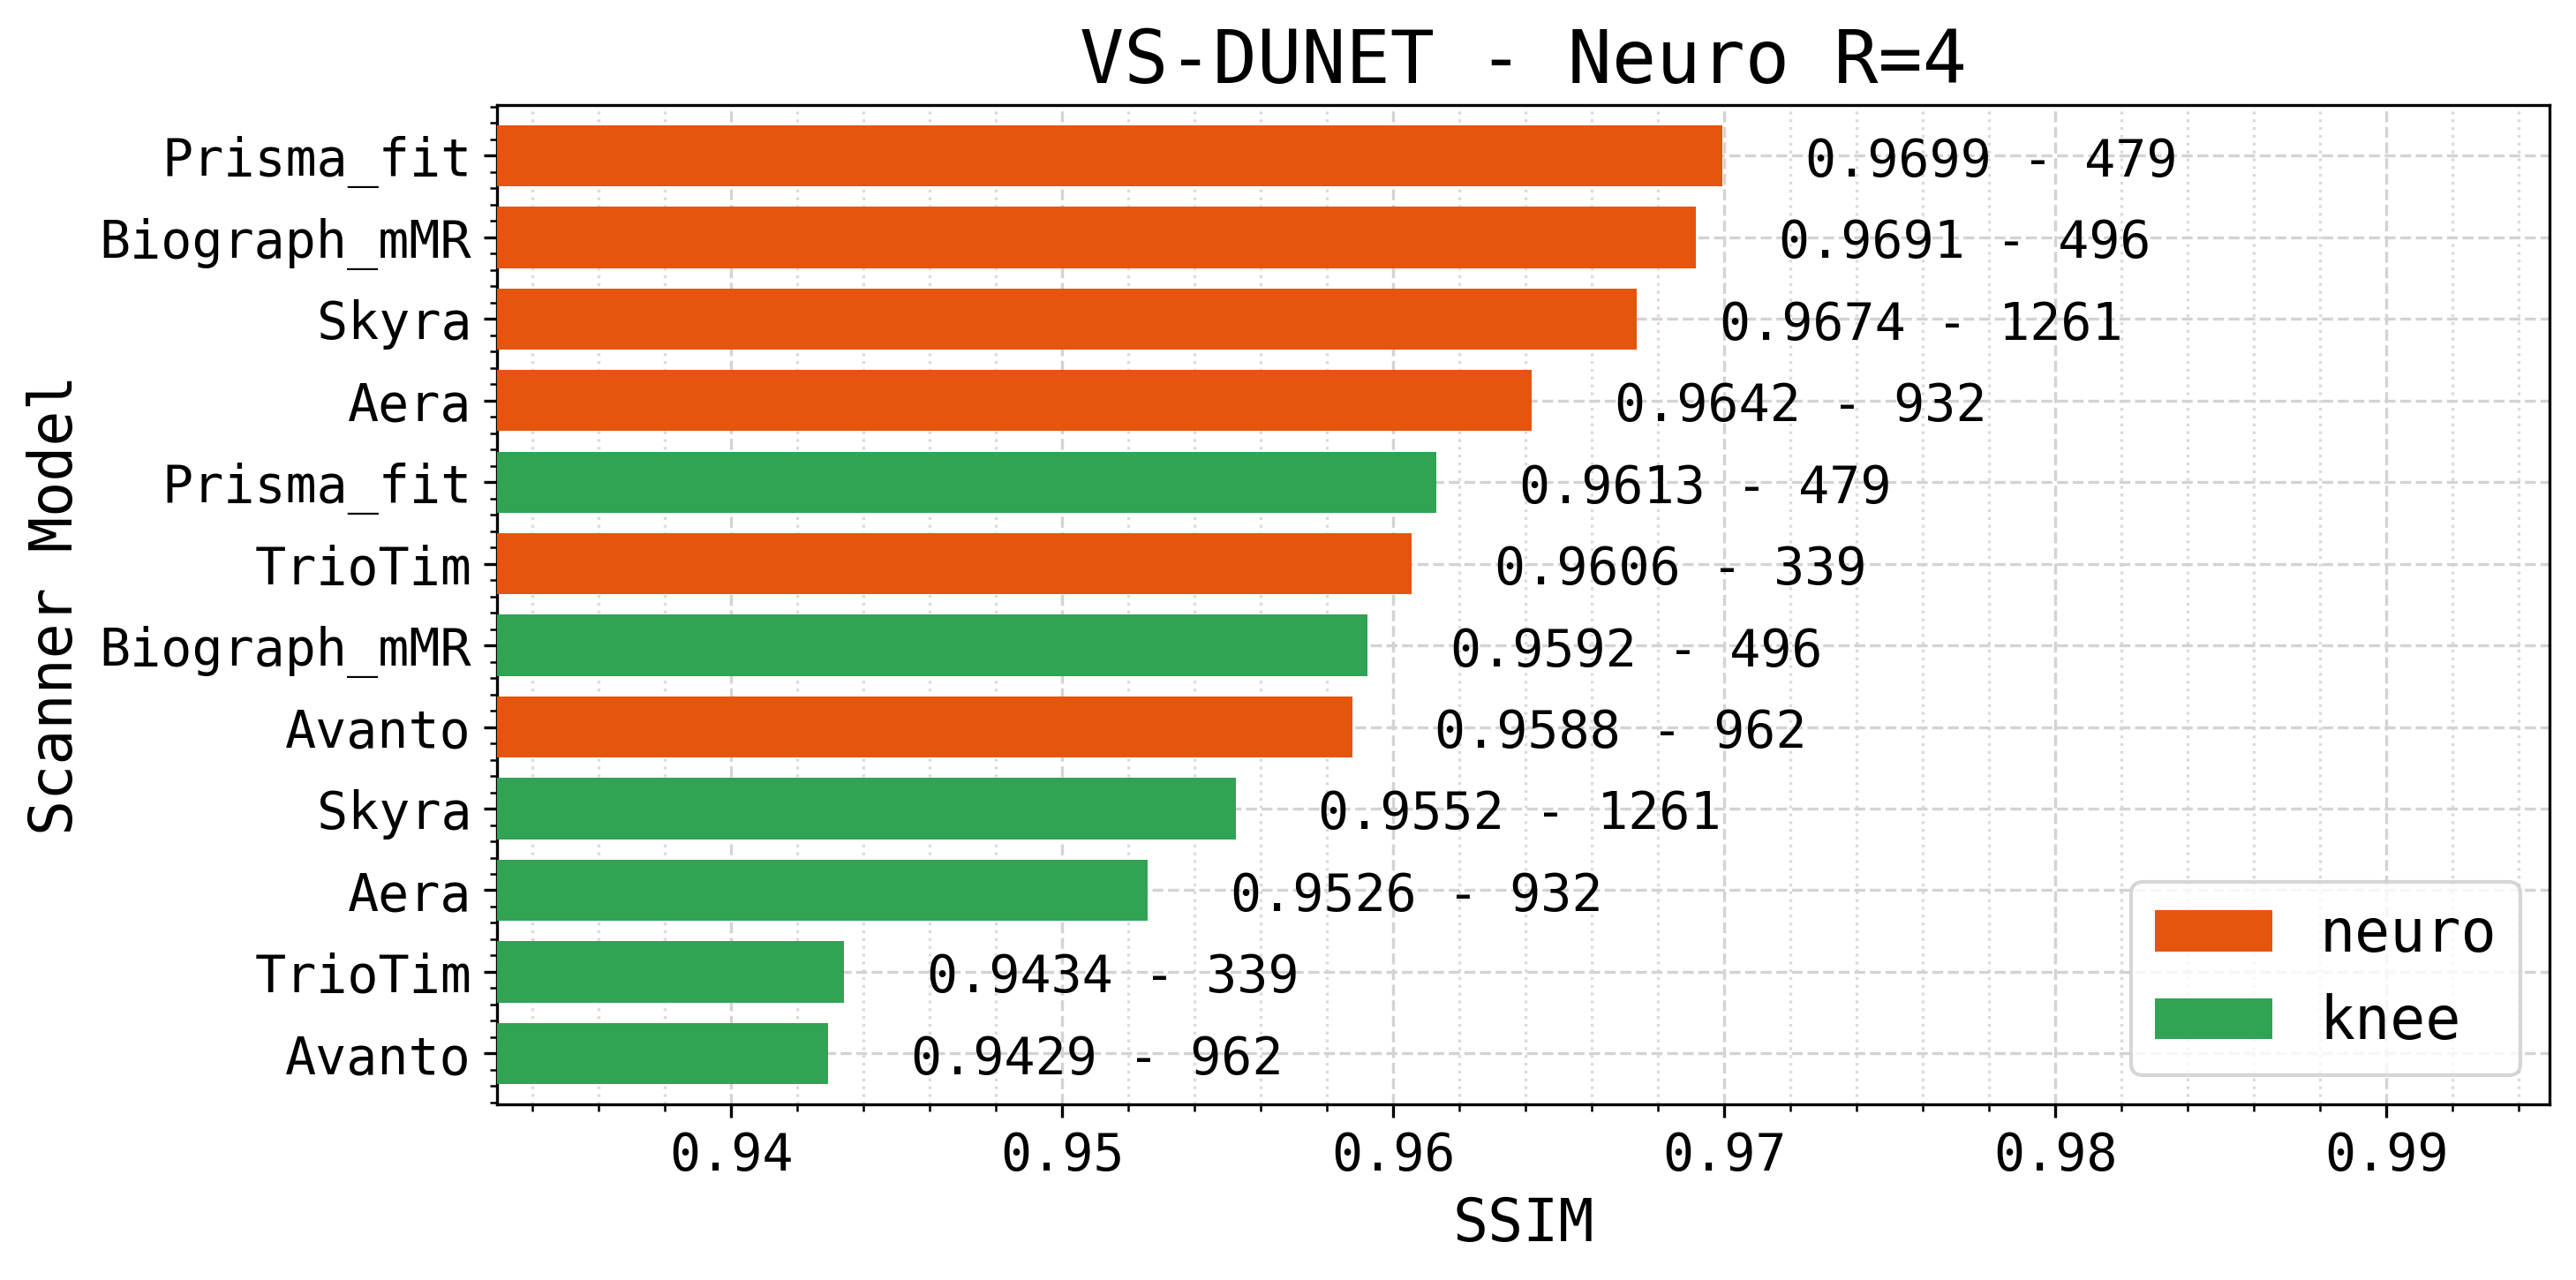 VS-DUNET - Neuro R=4
Scanner Model
Prisma_fit 0.9699 - 479
Biograph_mMR 0.9691 - 496
Skyra 0.9674 - 1261
Aera 0.9642 - 932
Prisma_fit 0.9613 - 479
TrioTim 0.9606 - 339
Biograph_mMR 0.9592 - 496
Avanto 0.9588 - 962
Skyra 0.9552 - 1261
Aera 0.9526 - 932
TrioTim 0.9434 - 339
Avanto 0.9429 - 962
neuro
knee
0.94 0.95 0.96 0.97 0.98 0.99
SSIM